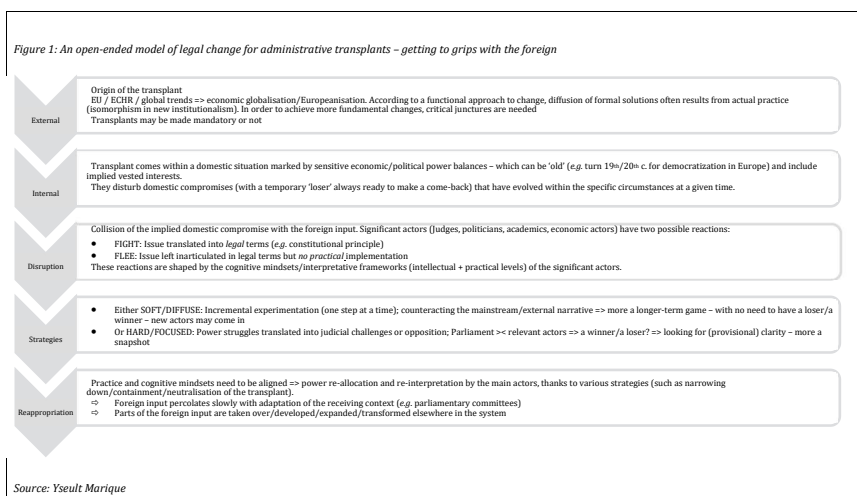 Figure 1: An open-ended model of legal change for administrative transplants – getting to grips with the foreign
External
Origin of the transplant
EU / ECHR / global trends => economic globalisation/Europeanisation. According to a functional approach to change, diffusion of formal solutions often results from actual practice
(isomorphism in new institutionalism). In order to achieve more fundamental changes, critical junctures are needed
Transplants may be made mandatory or not
Internal
Transplant comes within a domestic situation marked by sensitive economic/political power balances – which can be 'old' (e.g. turn 19th/20th c. for democratization in Europe) and include
implied vested interests.
They disturb domestic compromises (with a temporary 'loser' always ready to make a come-back) that have evolved within the specific circumstances at a given time.
Disruption
Collision of the implied domestic compromise with the foreign input. Significant actors (Judges, politicians, academics, economic actors) have two possible reactions:
● FIGHT: Issue translated into legal terms (e.g. constitutional principle)
● FLEE: Issue left inarticulated in legal terms but no practical implementation
These reactions are shaped by the cognitive mindsets/interpretative frameworks (intellectual + practical levels) of the significant actors.
Strategies
● Either SOFT/DIFFUSE: Incremental experimentation (one step at a time); counteracting the mainstream/external narrative => more a longer-term game – with no need to have a loser/a
winner – new actors may come in
● Or HARD/FOCUSED: Power struggles translated into judicial challenges or opposition; Parliament >< relevant actors => a winner/a loser? => looking for (provisional) clarity – more a
snapshot
Reappropriation
Practice and cognitive mindsets need to be aligned => power re-allocation and re-interpretation by the main actors, thanks to various strategies (such as narrowing
down/containment/neutralisation of the transplant).
⇨ Foreign input percolates slowly with adaptation of the receiving context (e.g. parliamentary committees)
⇨ Parts of the foreign input are taken over/developed/expanded/transformed elsewhere in the system
Source: Yseult Marique